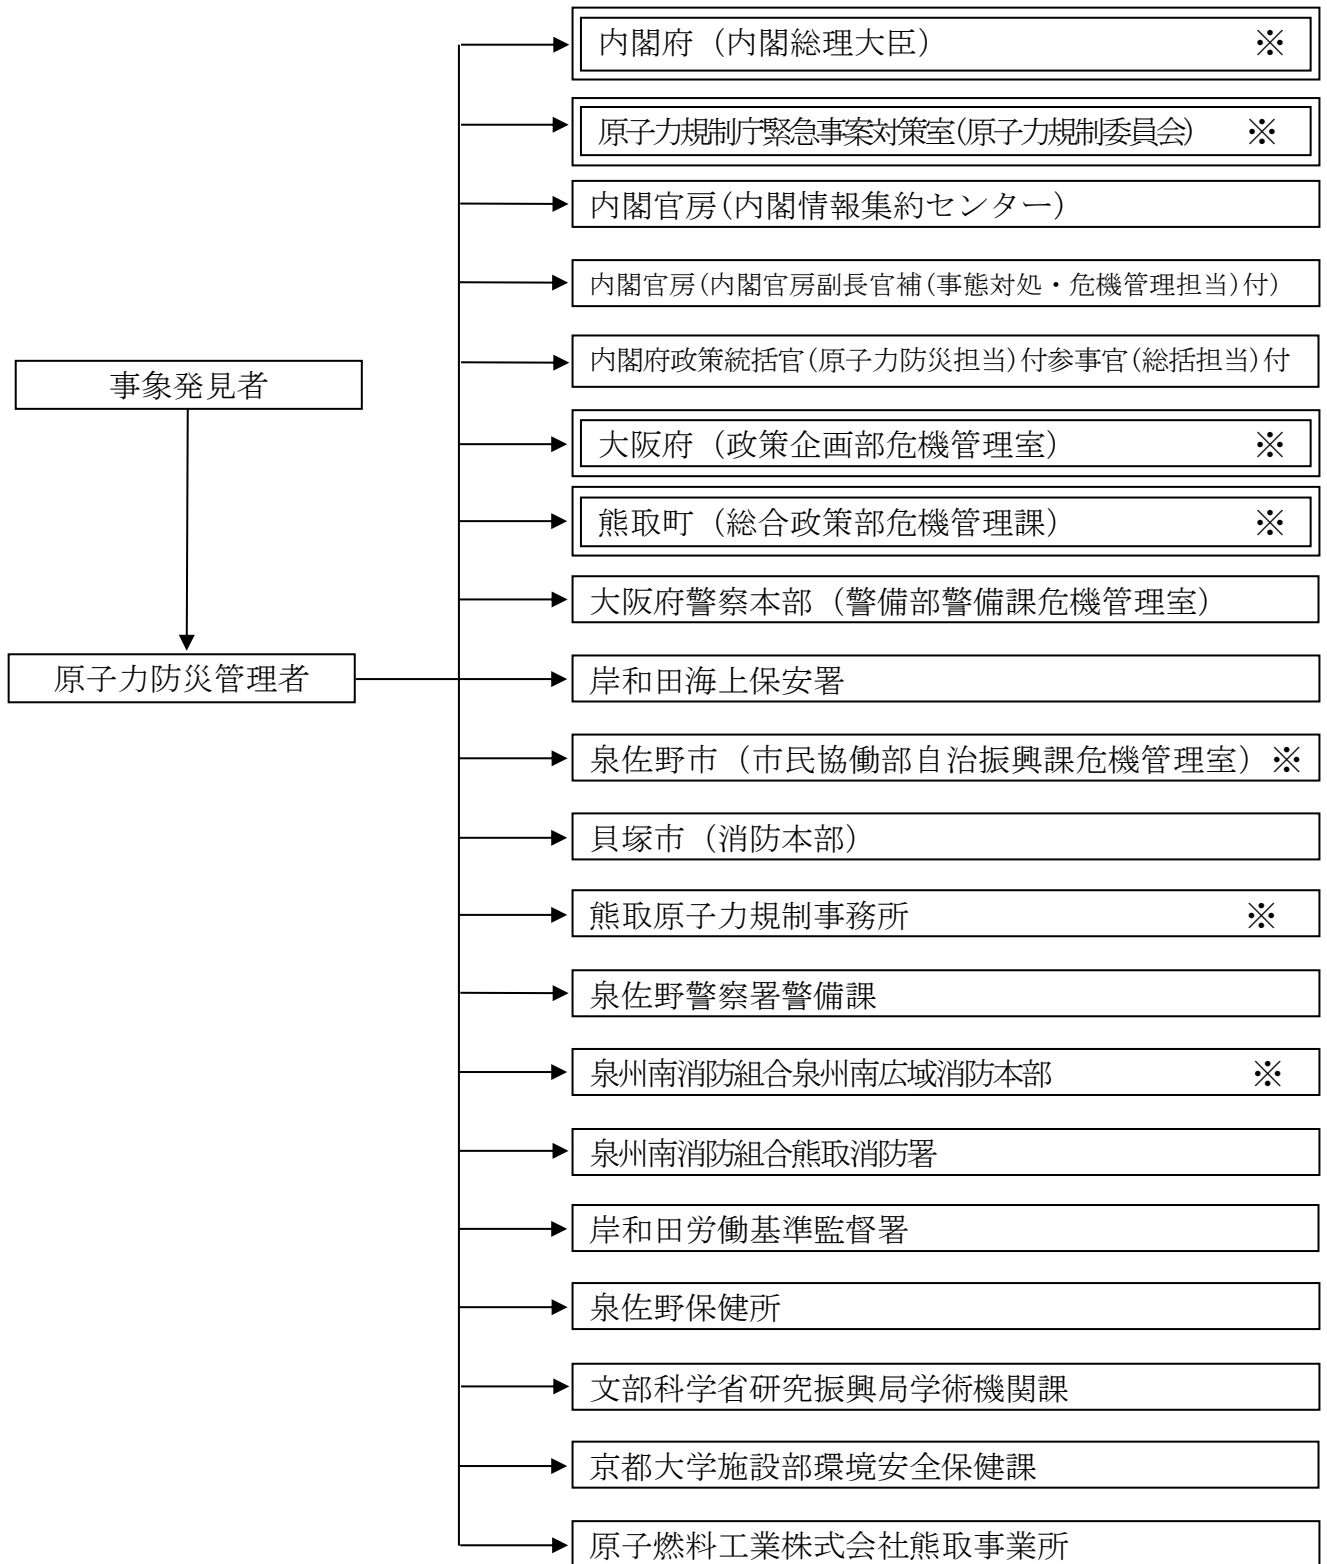 内閣府（内閣総理大臣） ※
原子力規制庁緊急事案対策室(原子力規制委員会) ※
内閣官房(内閣情報集約センター)
内閣官房(内閣官房副長官補(事態対処・危機管理担当)付)
内閣府政策統括官(原子力防災担当)付参事官(総括担当)付
事象発見者
大阪府（政策企画部危機管理室） ※
熊取町（総合政策部危機管理課） ※
大阪府警察本部（警備部警備課危機管理室）
原子力防災管理者
岸和田海上保安署
泉佐野市（市民協働部自治振興課危機管理室）※
貝塚市（消防本部）
熊取原子力規制事務所 ※
泉佐野警察署警備課
泉州南消防組合泉州南広域消防本部 ※
泉州南消防組合熊取消防署
岸和田労働基準監督署
泉佐野保健所
文部科学省研究振興局学術機関課
京都大学施設部環境安全保健課
原子燃料工業株式会社熊取事業所